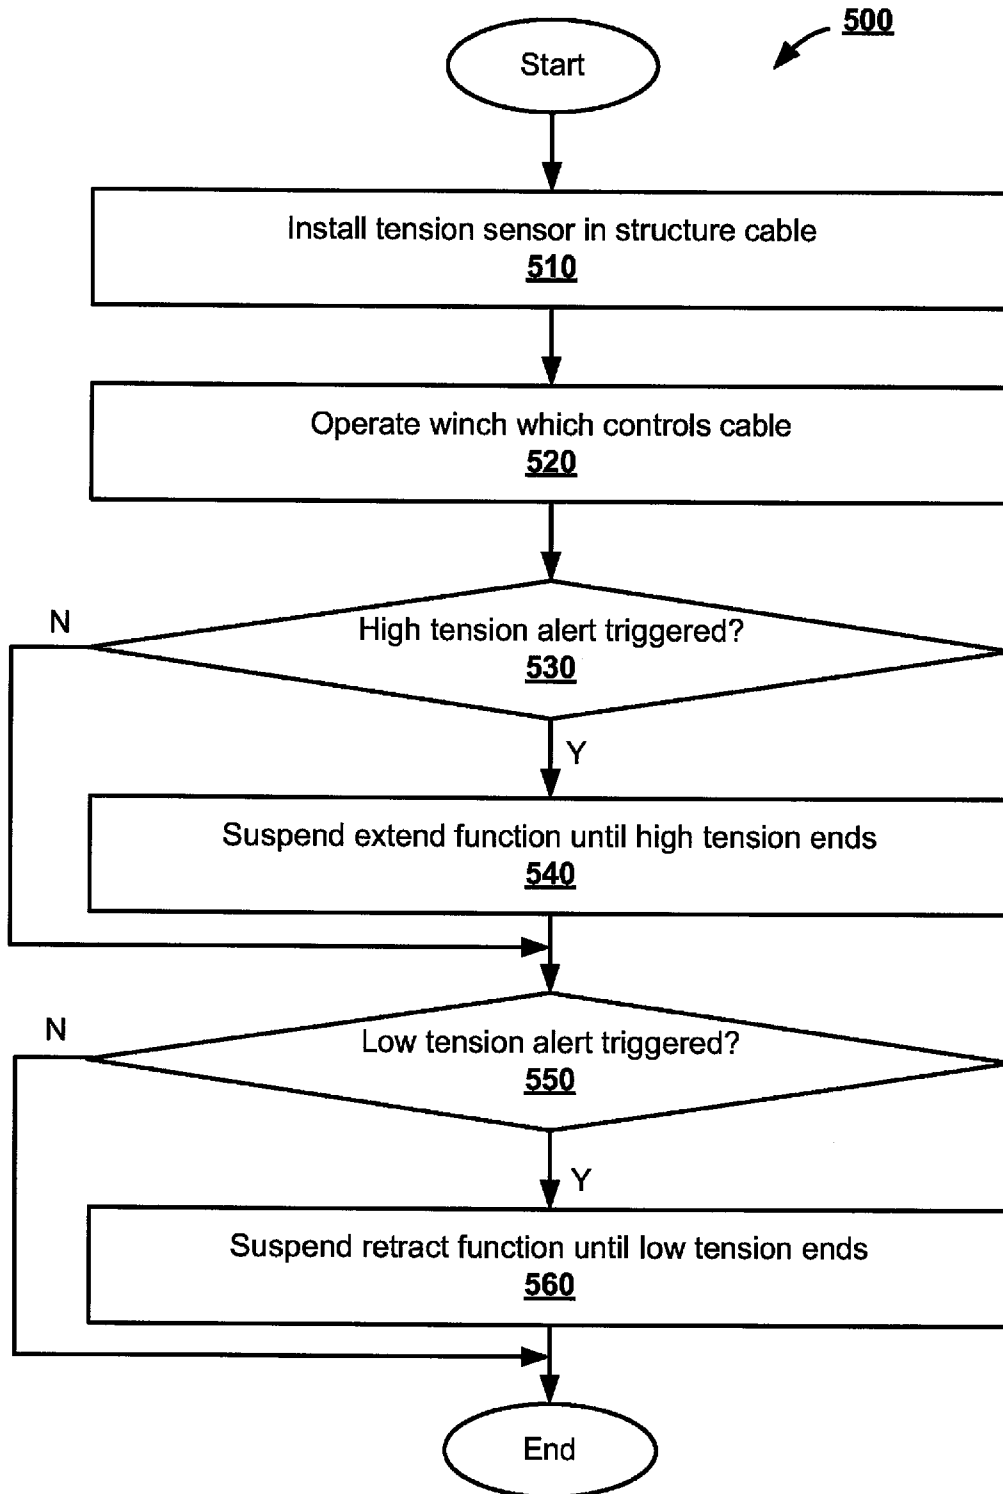 500
Start
Install tension sensor in structure cable
510
Operate winch which controls cable
520
N
High tension alert triggered?
530
Y
Suspend extend function until high tension ends
540
N
Low tension alert triggered?
550
Y
Suspend retract function until low tension ends
560
End